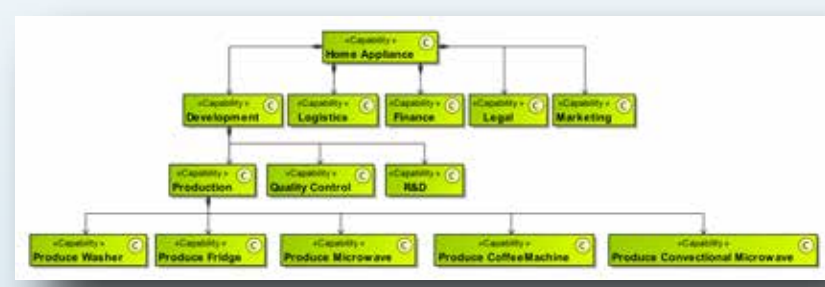 «Capability»
Home Appliance
C
«Capability»
Development
C
«Capability»
Logistics
C
«Capability»
Finance
C
«Capability»
Legal
C
«Capability»
Marketing
C
«Capability»
Production
C
«Capability»
Quality Control
C
«Capability»
R&D
C
«Capability»
Produce Washer
C
«Capability»
Produce Fridge
C
«Capability»
Produce Microwave
C
«Capability»
Produce CoffeeMachine
C
«Capability»
Produce Convectional Microwave
C